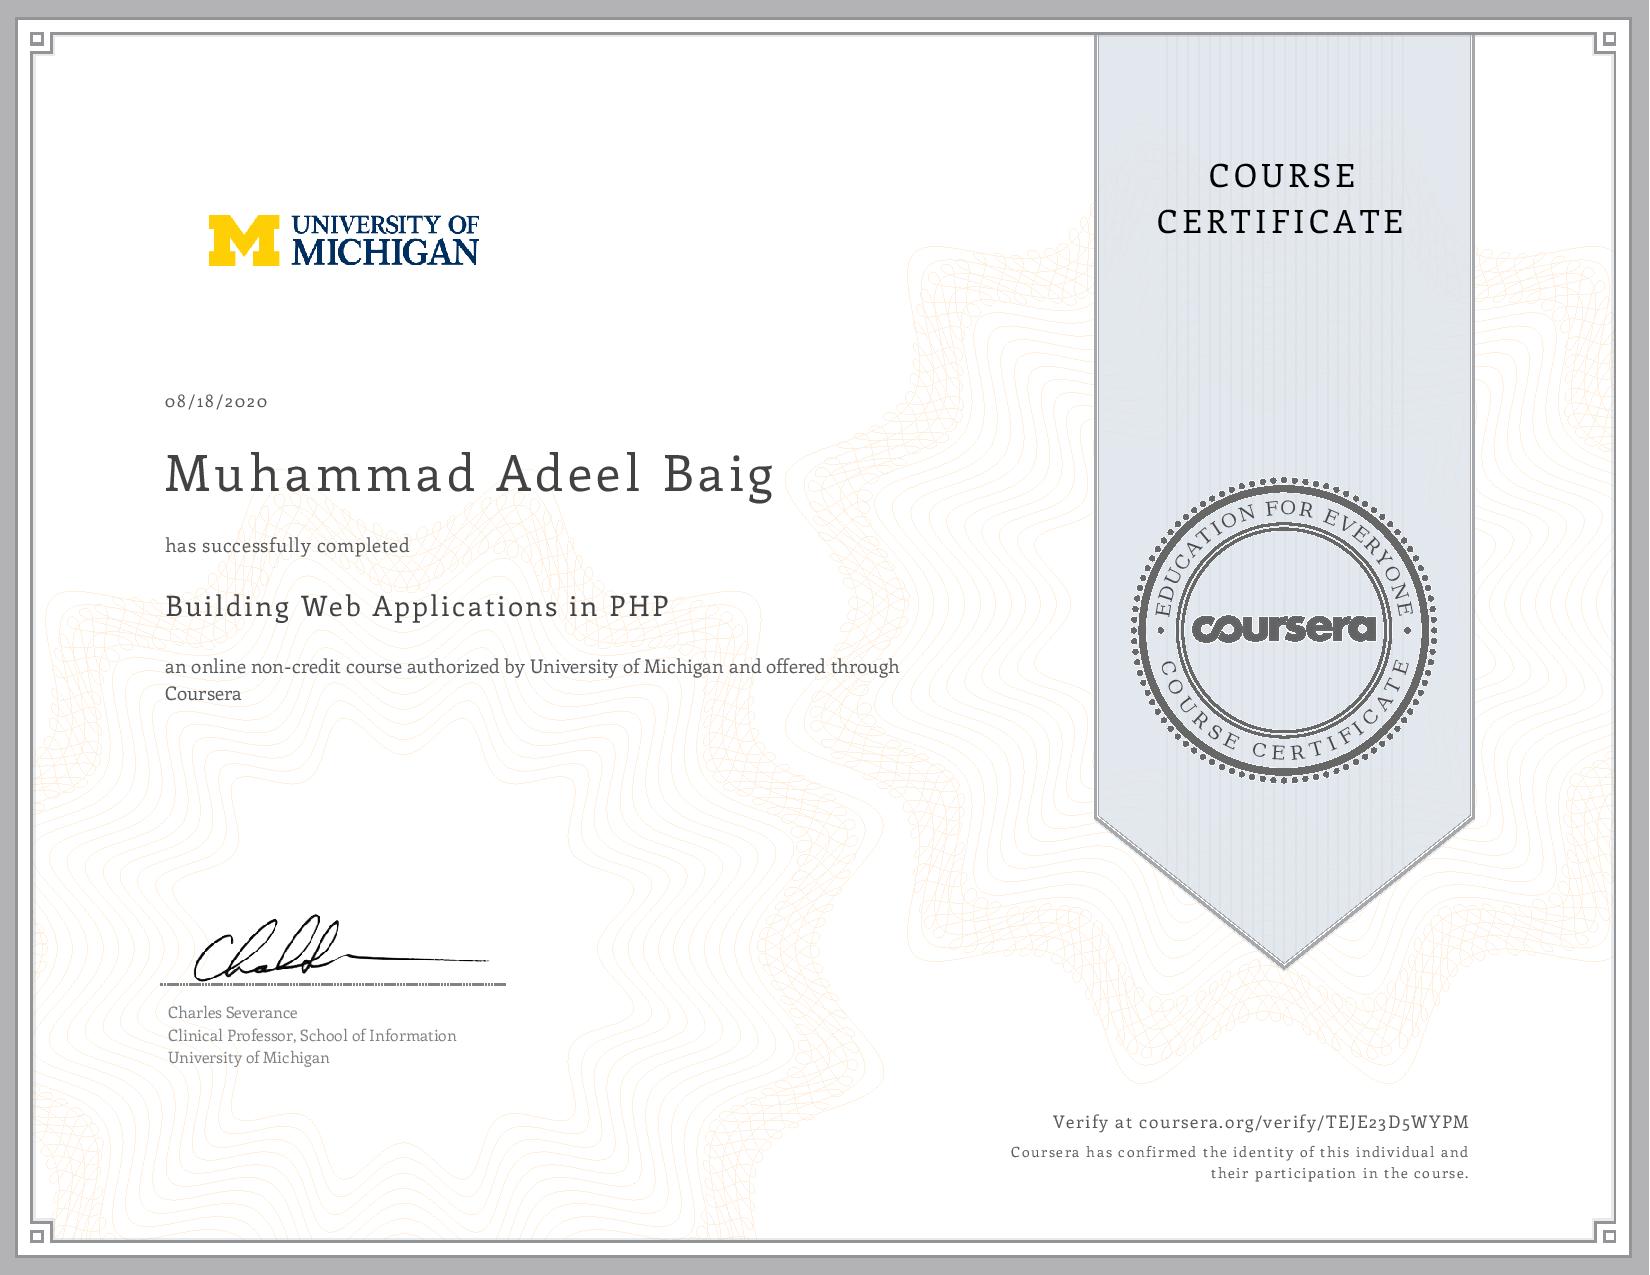 UNIVERSITY OF
MICHIGAN
COURSE
CERTIFICATE
08/18/2020
Muhammad Adeel Baig
has successfully completed
Building Web Applications in PHP
an online non-credit course authorized by University of Michigan and offered through
Coursera
EDUCATION FOR EVERYONE
coursera
COURSE CERTIFICATE
Charles Severance
Clinical Professor, School of Information
University of Michigan
Verify at coursera.org/verify/TEJE23D5WYPM
Coursera has confirmed the identity of this individual and
their participation in the course.